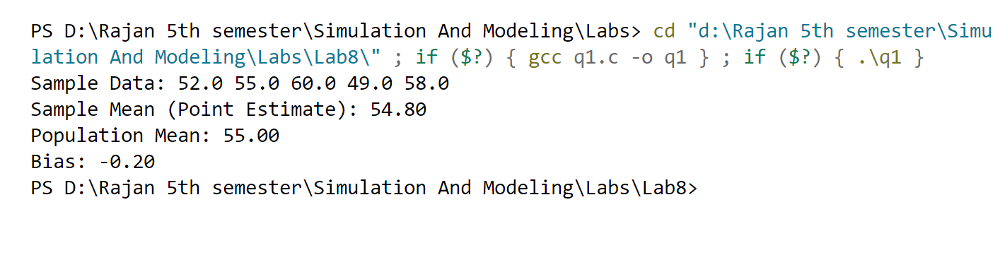 PS D:\Rajan 5th semester\Simulation And Modeling\Labs> cd "d:\Rajan 5th semester\Simu
lation And Modeling\Labs\Lab8\" ; if ($?) { gcc q1.c -o q1 } ; if ($?) { .\q1 }
Sample Data: 52.0 55.0 60.0 49.0 58.0
Sample Mean (Point Estimate): 54.80
Population Mean: 55.00
Bias: -0.20
PS D:\Rajan 5th semester\Simulation And Modeling\Labs\Lab8>